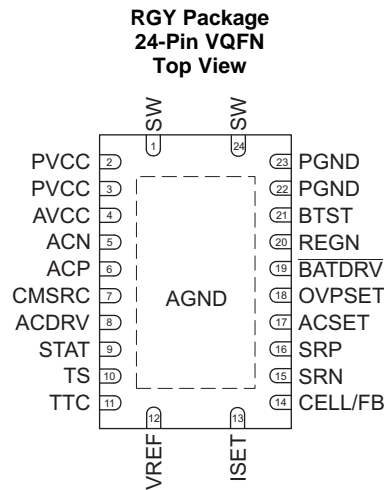 RGY Package
24-Pin VQFN
Top View
SW
SW
1
24
PVCC 2
PVCC 3
AVCC 4
ACN 5
ACP 6
CMSRC 7
ACDRV 8
STAT 9
TS 10
TTC 11
AGND
23 PGND
22 PGND
21 BTST
20 REGN
19 BATDRV
18 OVPSET
17 ACSET
16 SRP
15 SRN
14 CELL/FB
12
13
VREF
ISET